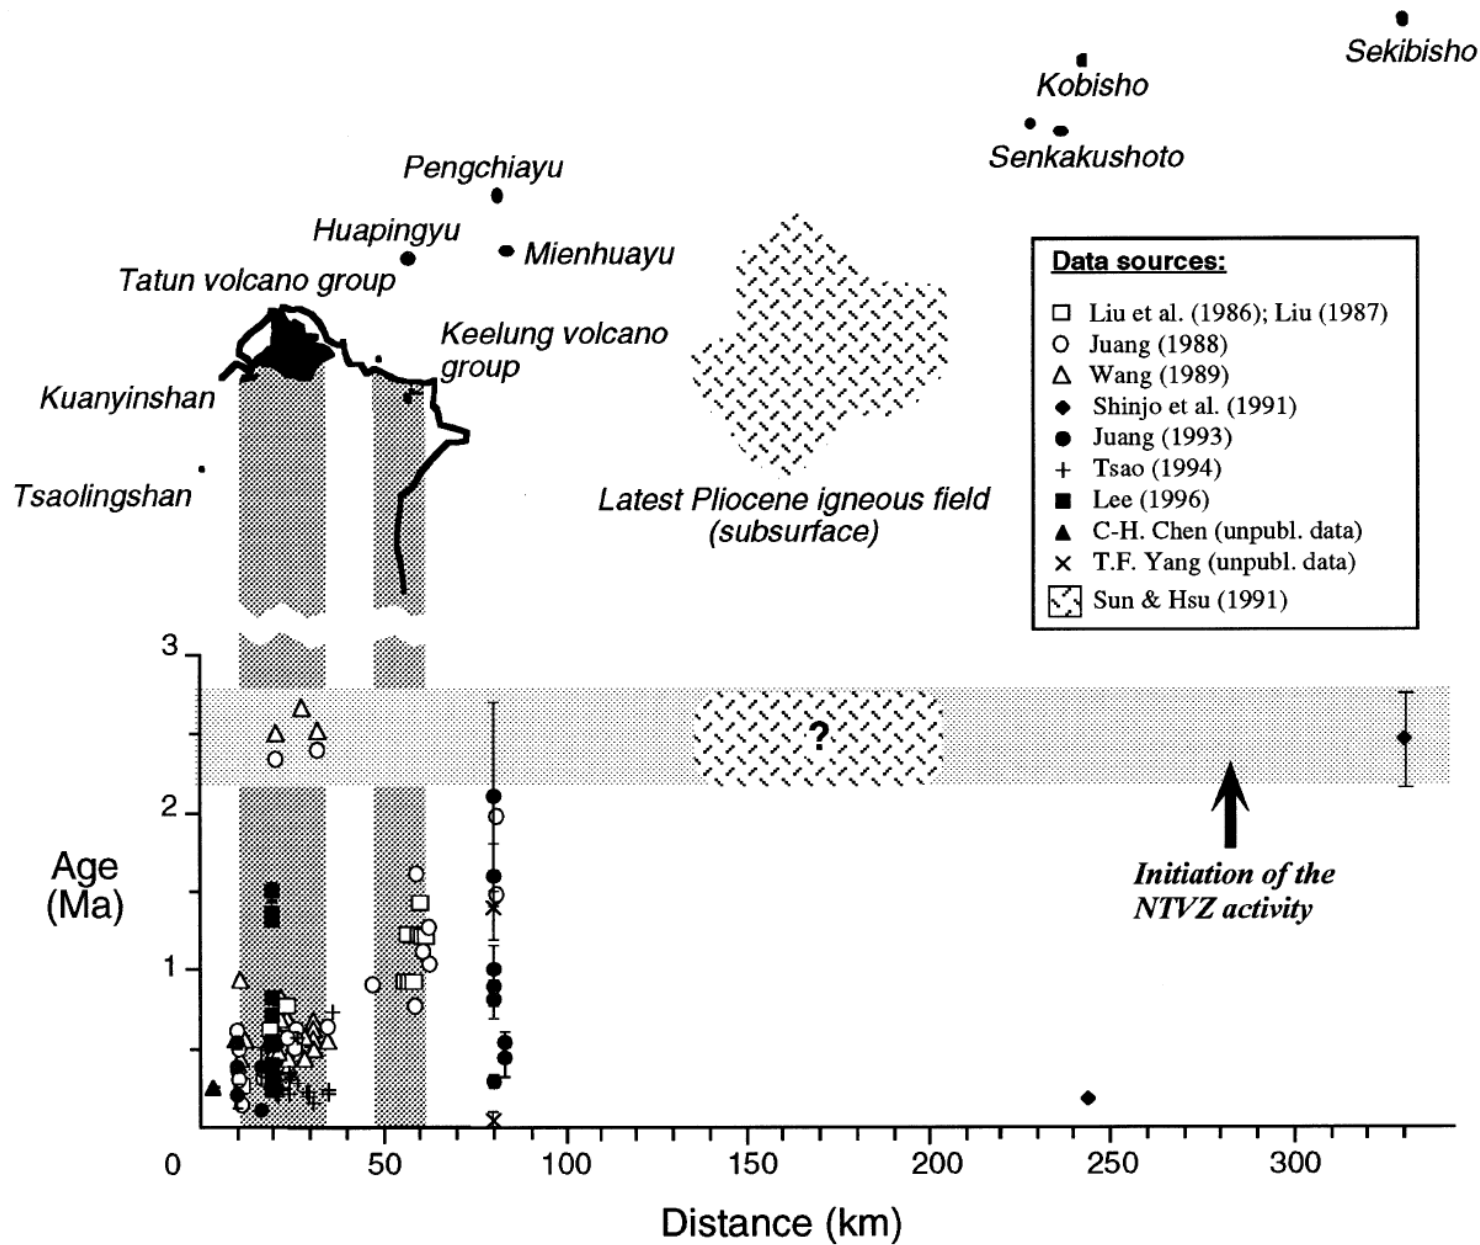 Sekibisho
Kobisho
Senkakushoto
Pengchiayu
Huapingyu
Mienhuayu
Tatun volcano group
Keelung volcano
group
Kuanyinshan
Tsaolingshan
Latest Pliocene igneous field
(subsurface)
Data sources:
Liu et al. (1986); Liu (1987)
Juang (1988)
Wang (1989)
Shinjo et al. (1991)
Juang (1993)
Tsao (1994)
Lee (1996)
C-H. Chen (unpubl. data)
T.F. Yang (unpubl. data)
Sun & Hsu (1991)
3
?
2
Age
(Ma)
Initiation of the
NTVZ activity
1
0 50 100 150 200 250 300
Distance (km)